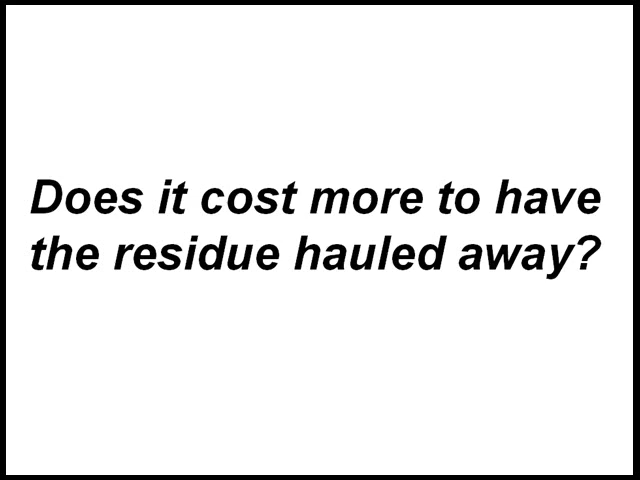 Does it cost more to have
the residue hauled away?